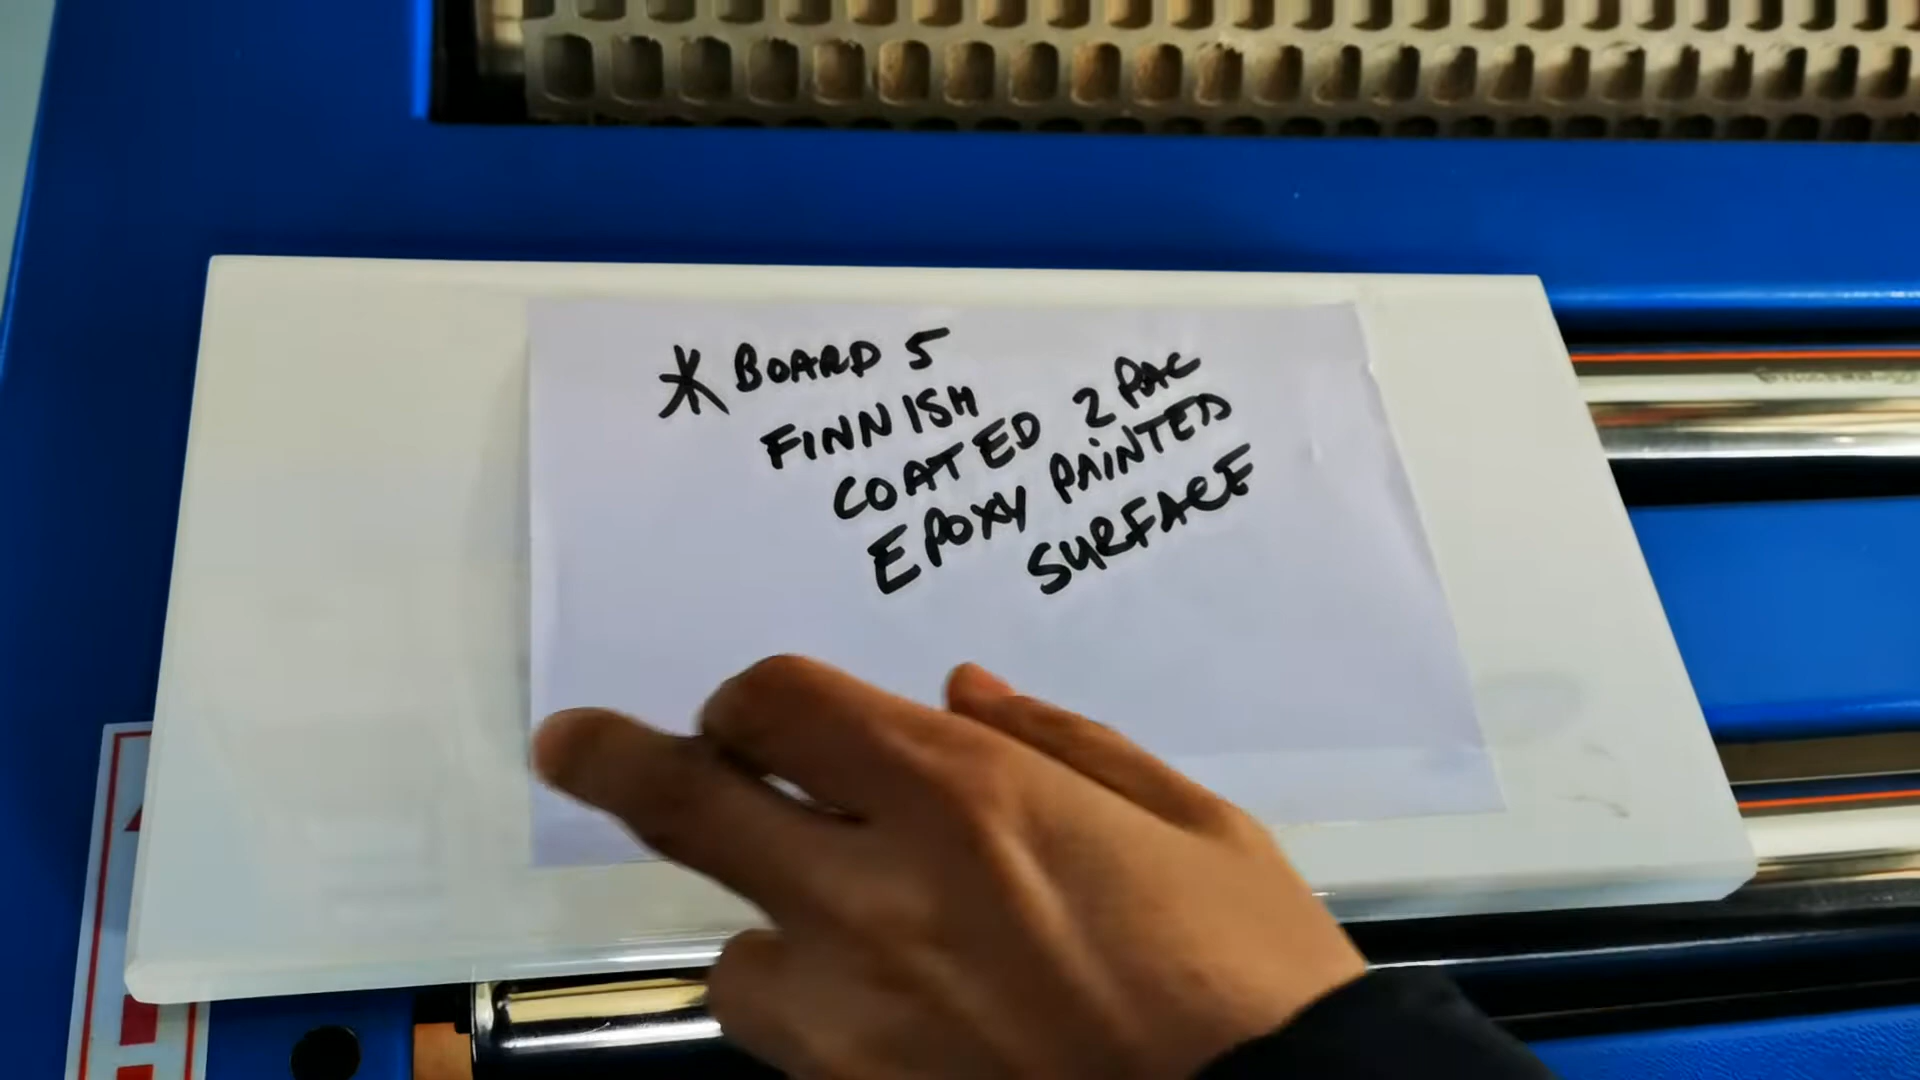 * BOARD 5
FINNISH
COATED 2 PAC
EPOXY PAINTED
SURFACE